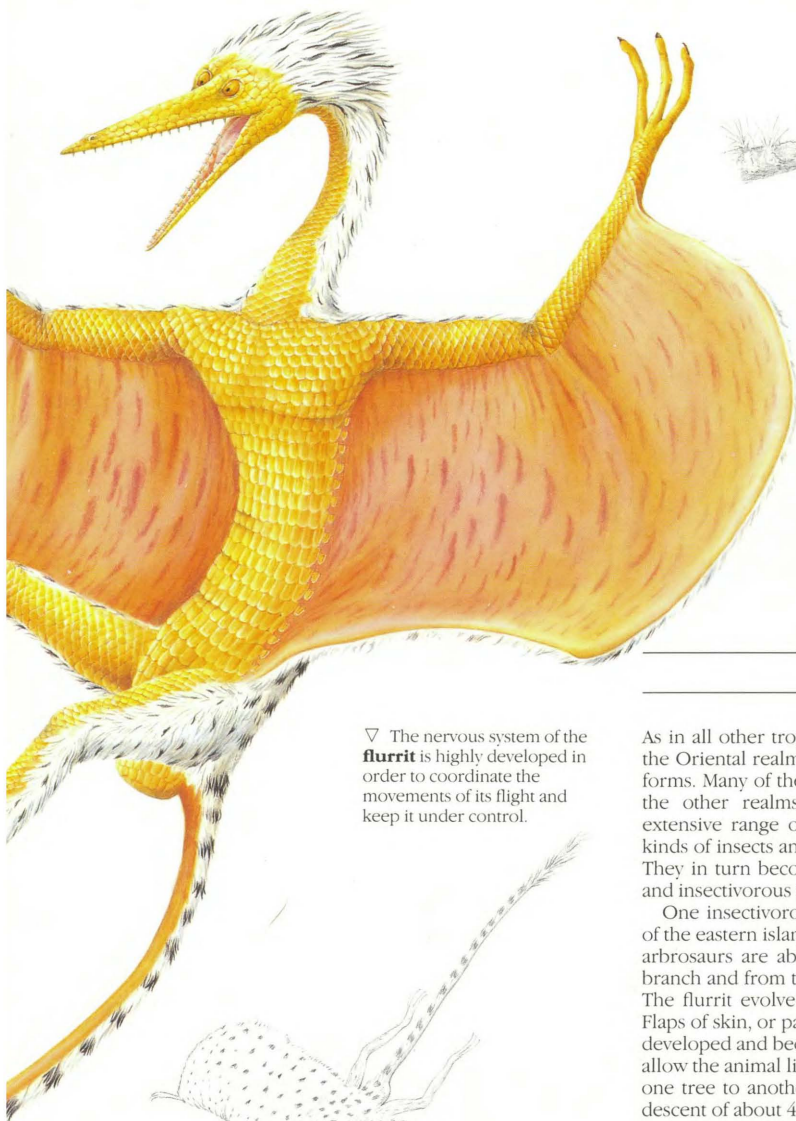 ▽ The nervous system of the
flurrit is highly developed in
order to coordinate the
movements of its flight and
keep it under control.
As in all other tro
the Oriental realm
forms. Many of the
the other realms
extensive range o
kinds of insects an
They in turn beco
and insectivorous
One insectivoro
of the eastern islan
arbrosaurs are ab
branch and from t
The flurrit evolve
Flaps of skin, or pa
developed and bec
allow the animal li
one tree to anoth
descent of about 4